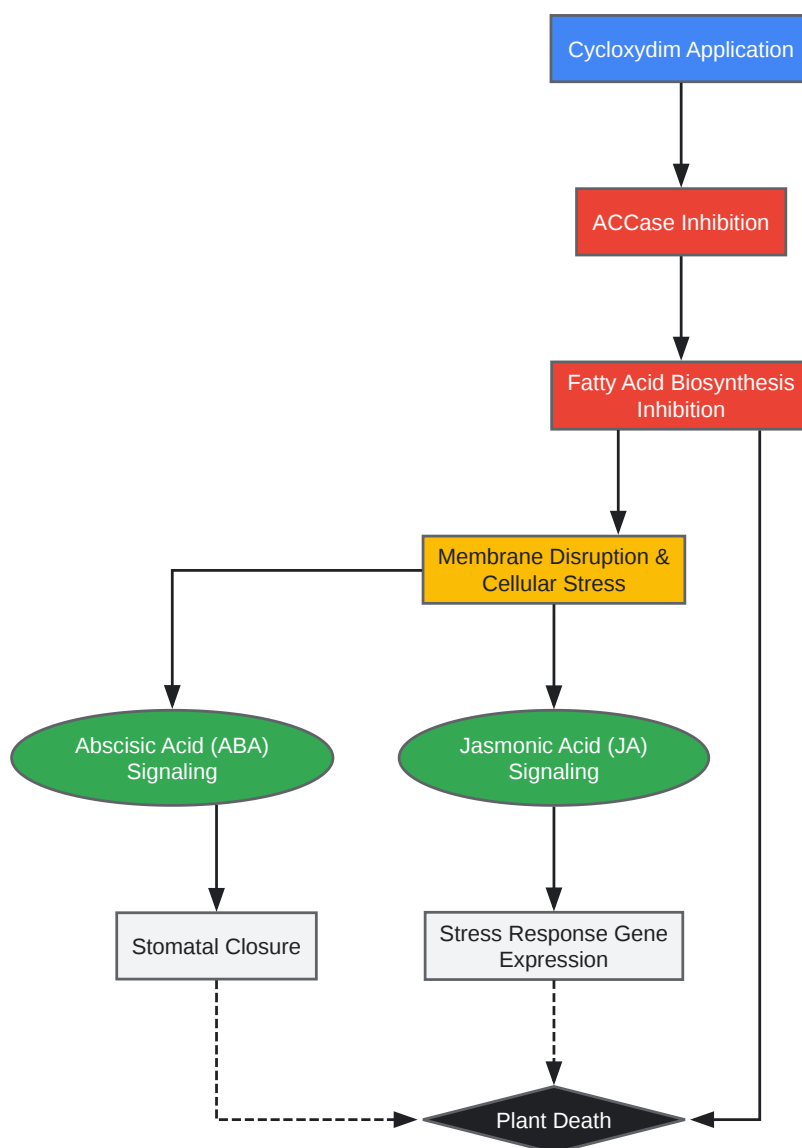 Cycloxydim Application
ACCase Inhibition
Fatty Acid Biosynthesis
Inhibition
Membrane Disruption &
Cellular Stress
Abscisic Acid (ABA)
Signaling
Jasmonic Acid (JA)
Signaling
Stomatal Closure
Stress Response Gene
Expression
Plant Death